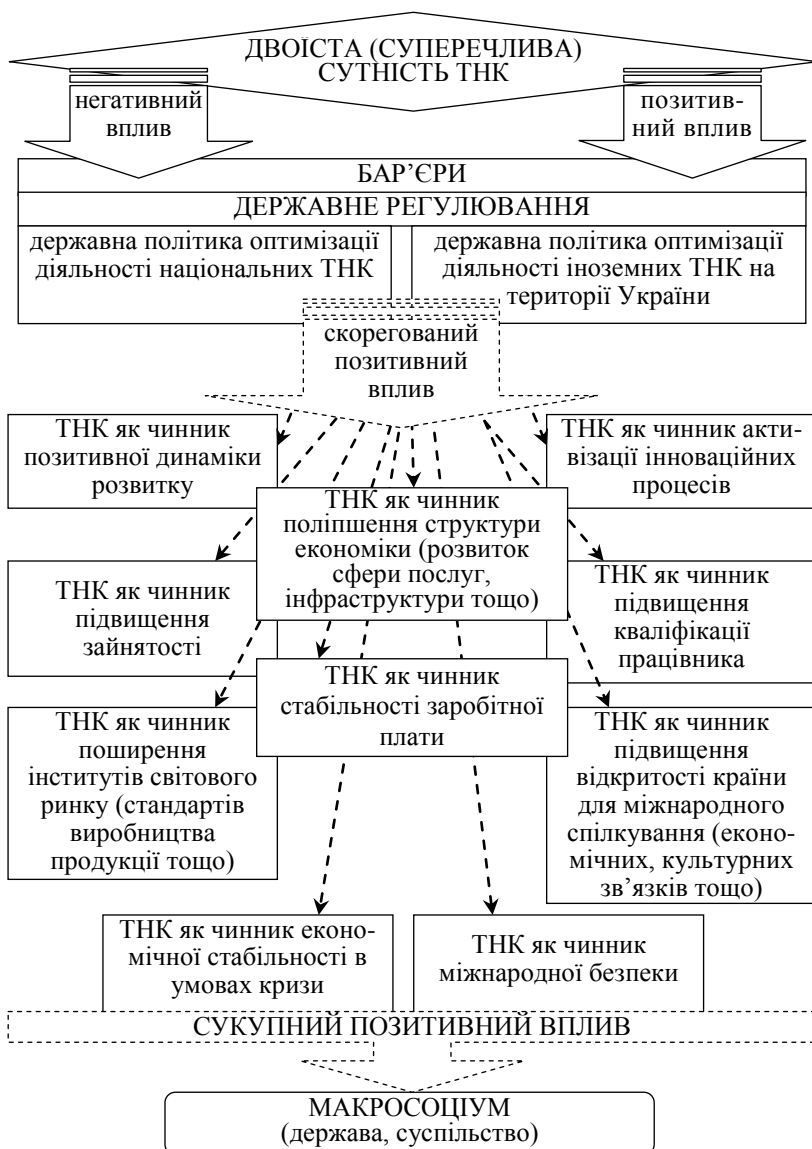 ДВОЇСТА (СУПЕРЕЧЛИВА)
СУТНІСТЬ ТНК
негативний
вплив
позитив-
ний вплив
БАР’ЄРИ
ДЕРЖАВНЕ РЕГУЛЮВАННЯ
державна політика оптимізації
діяльності національних ТНК
державна політика оптимізації
діяльності іноземних ТНК на
території України
скорегований
позитивний
вплив
ТНК як чинник
позитивної динаміки
розвитку
ТНК як чинник акти-
візації інноваційних
процесів
ТНК як чинник
поліпшення структури
економіки (розвиток
сфери послуг,
інфраструктури тощо)
ТНК як чинник
підвищення
зайнятості
ТНК як чинник
підвищення
кваліфікації
працівника
ТНК як чинник
стабільності заробітної
плати
ТНК як чинник
поширення
інститутів світового
ринку (стандартів
виробництва
продукції тощо)
ТНК як чинник
підвищення
відкритості країни
для міжнародного
спілкування (еконо-
мічних, культурних
зв’язків тощо)
ТНК як чинник еконо-
мічної стабільності в
умовах кризи
ТНК як чинник
міжнародної безпеки
СУКУПНИЙ ПОЗИТИВНИЙ ВПЛИВ
МАКРОСОЦІУМ
(держава, суспільство)